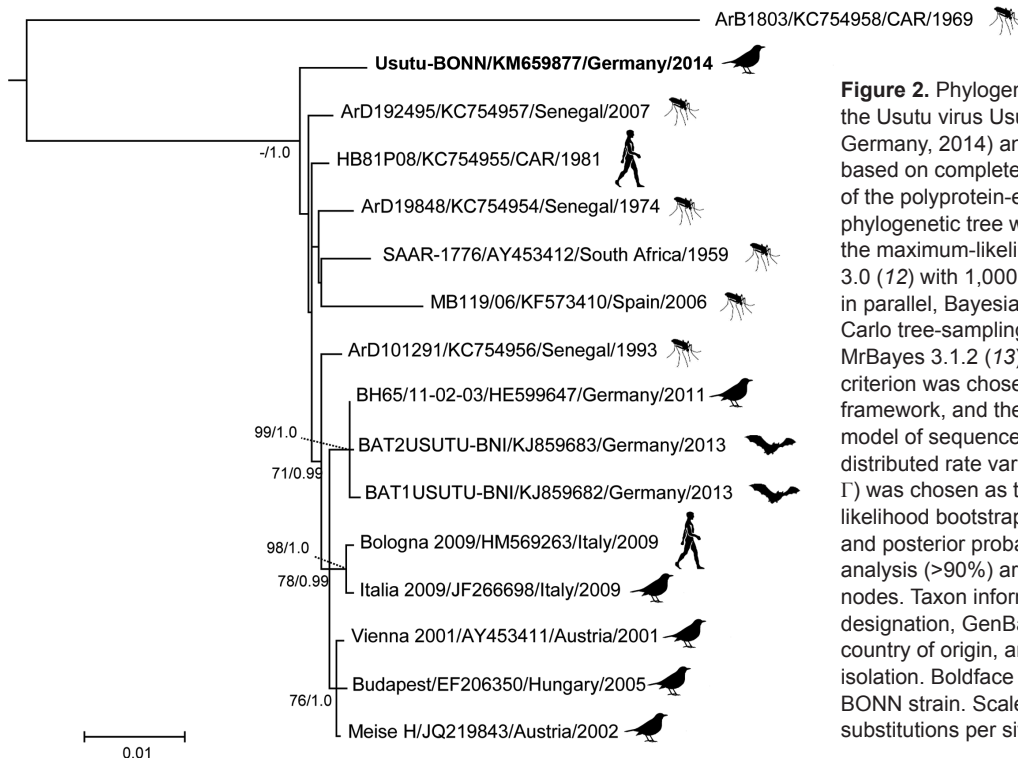 ArB1803/KC754958/CAR/1969
Usutu-BONN/KM659877/Germany/2014
ArD192495/KC754957/Senegal/2007
-/1.0
HB81P08/KC754955/CAR/1981
ArD19848/KC754954/Senegal/1974
SAAR-1776/AY453412/South Africa/1959
MB119/06/KF573410/Spain/2006
ArD101291/KC754956/Senegal/1993
BH65/11-02-03/HE599647/Germany/2011
99/1.0
BAT2USUTU-BNI/KJ859683/Germany/2013
71/0.99
BAT1USUTU-BNI/KJ859682/Germany/2013
98/1.0
Bologna 2009/HM569263/Italy/2009
78/0.99
Italia 2009/JF266698/Italy/2009
Vienna 2001/AY453411/Austria/2001
Budapest/EF206350/Hungary/2005
76/1.0
Meise H/JQ219843/Austria/2002
0.01
Figure 2. Phylogen
the Usutu virus Usu
Germany, 2014) an
based on complete
of the polyprotein-e
phylogenetic tree w
the maximum-likeli
3.0 (12) with 1,000
in parallel, Bayesia
Carlo tree-sampling
MrBayes 3.1.2 (13)
criterion was chose
framework, and the
model of sequence
distributed rate var
Γ) was chosen as t
likelihood bootstrap
and posterior proba
analysis (>90%) ar
nodes. Taxon inform
designation, GenBa
country of origin, an
isolation. Boldface
BONN strain. Scale
substitutions per si